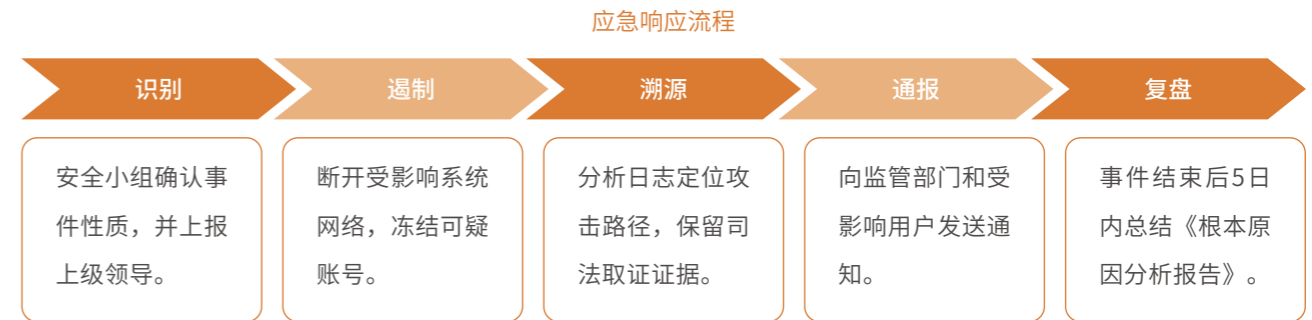 应急响应流程
识别
遏制
溯源
通报
复盘
安全小组确认事
件性质，并上报
上级领导。
断开受影响系统
网络，冻结可疑
账号。
分析日志定位攻
击路径，保留司
法取证证据。
向监管部门和受
影响用户发送通
知。
事件结束后5日
内总结《根本原
因分析报告》。